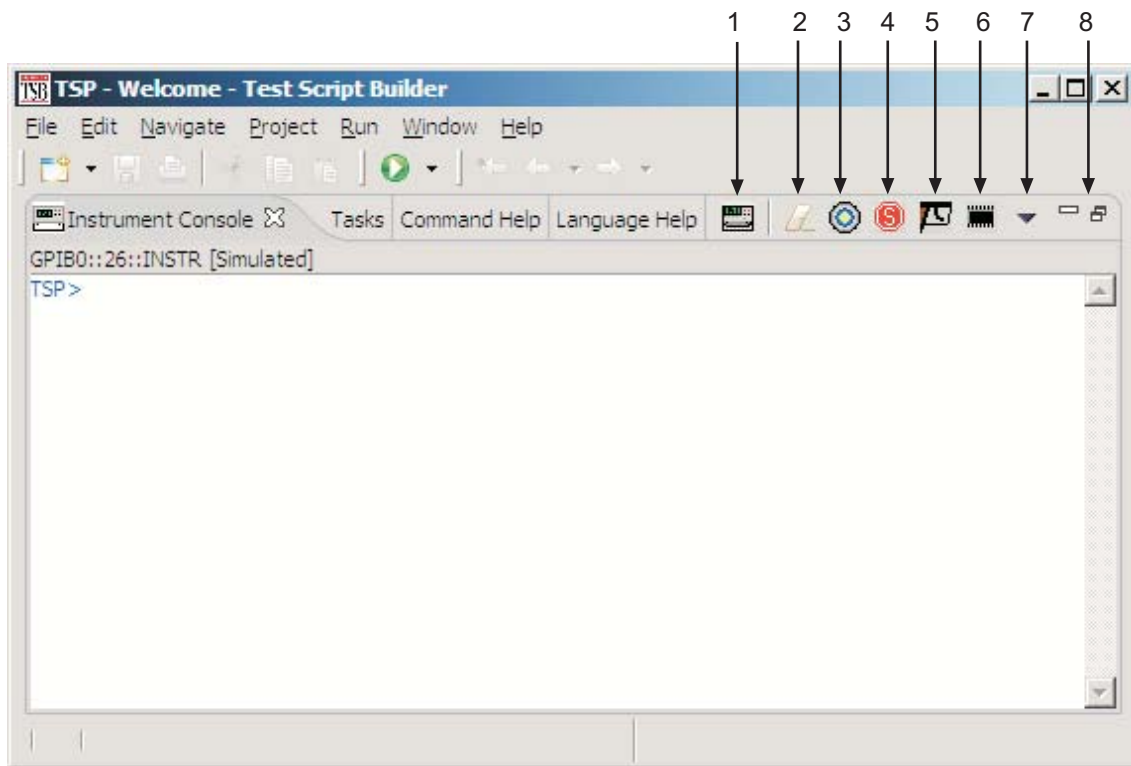 1 2 3 4 5 6 7 8
TSB TSP - Welcome - Test Script Builder
File Edit Navigate Project Run Window Help
Instrument Console Tasks Command Help Language Help S
GPIB0::26::INSTR [Simulated]
TSP>